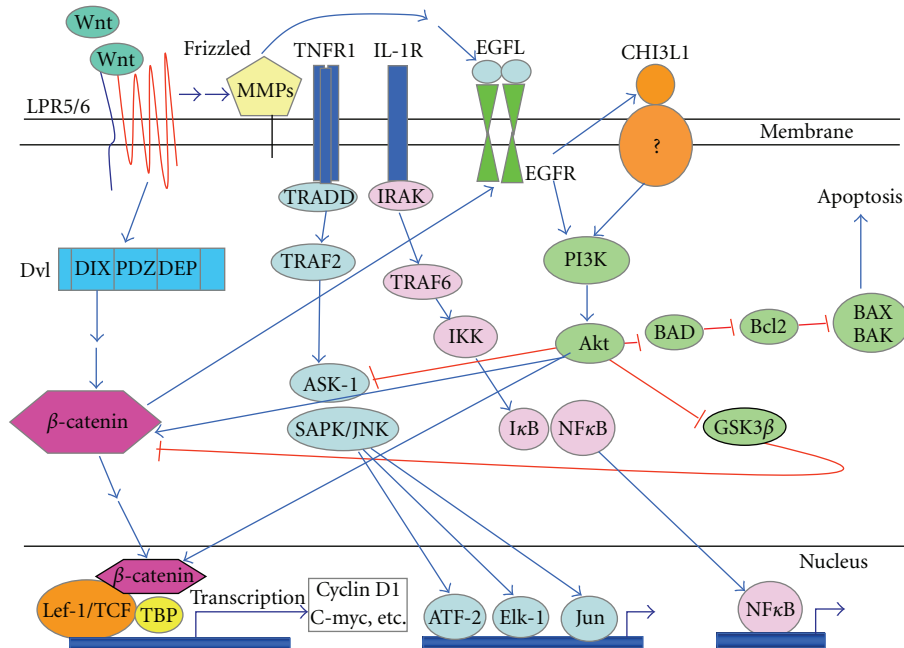 Wnt
Wnt
Frizzled
TNFR1
IL-1R
EGFL
CHI3L1
MMPs
LPR5/6
Membrane
?
EGFR
TRADD
IRAK
Apoptosis
Dvl
DIX
PDZ
DEP
TRAF2
TRAF6
PI3K
IKK
Akt
BAD
Bcl2
BAX
BAK
ASK-1
β-catenin
SAPK/JNK
IκB
NFκB
GSK3β
Nucleus
β-catenin
Lef-1/TCF
TBP
Transcription
Cyclin D1
C-myc, etc.
ATF-2
Elk-1
Jun
NFκB